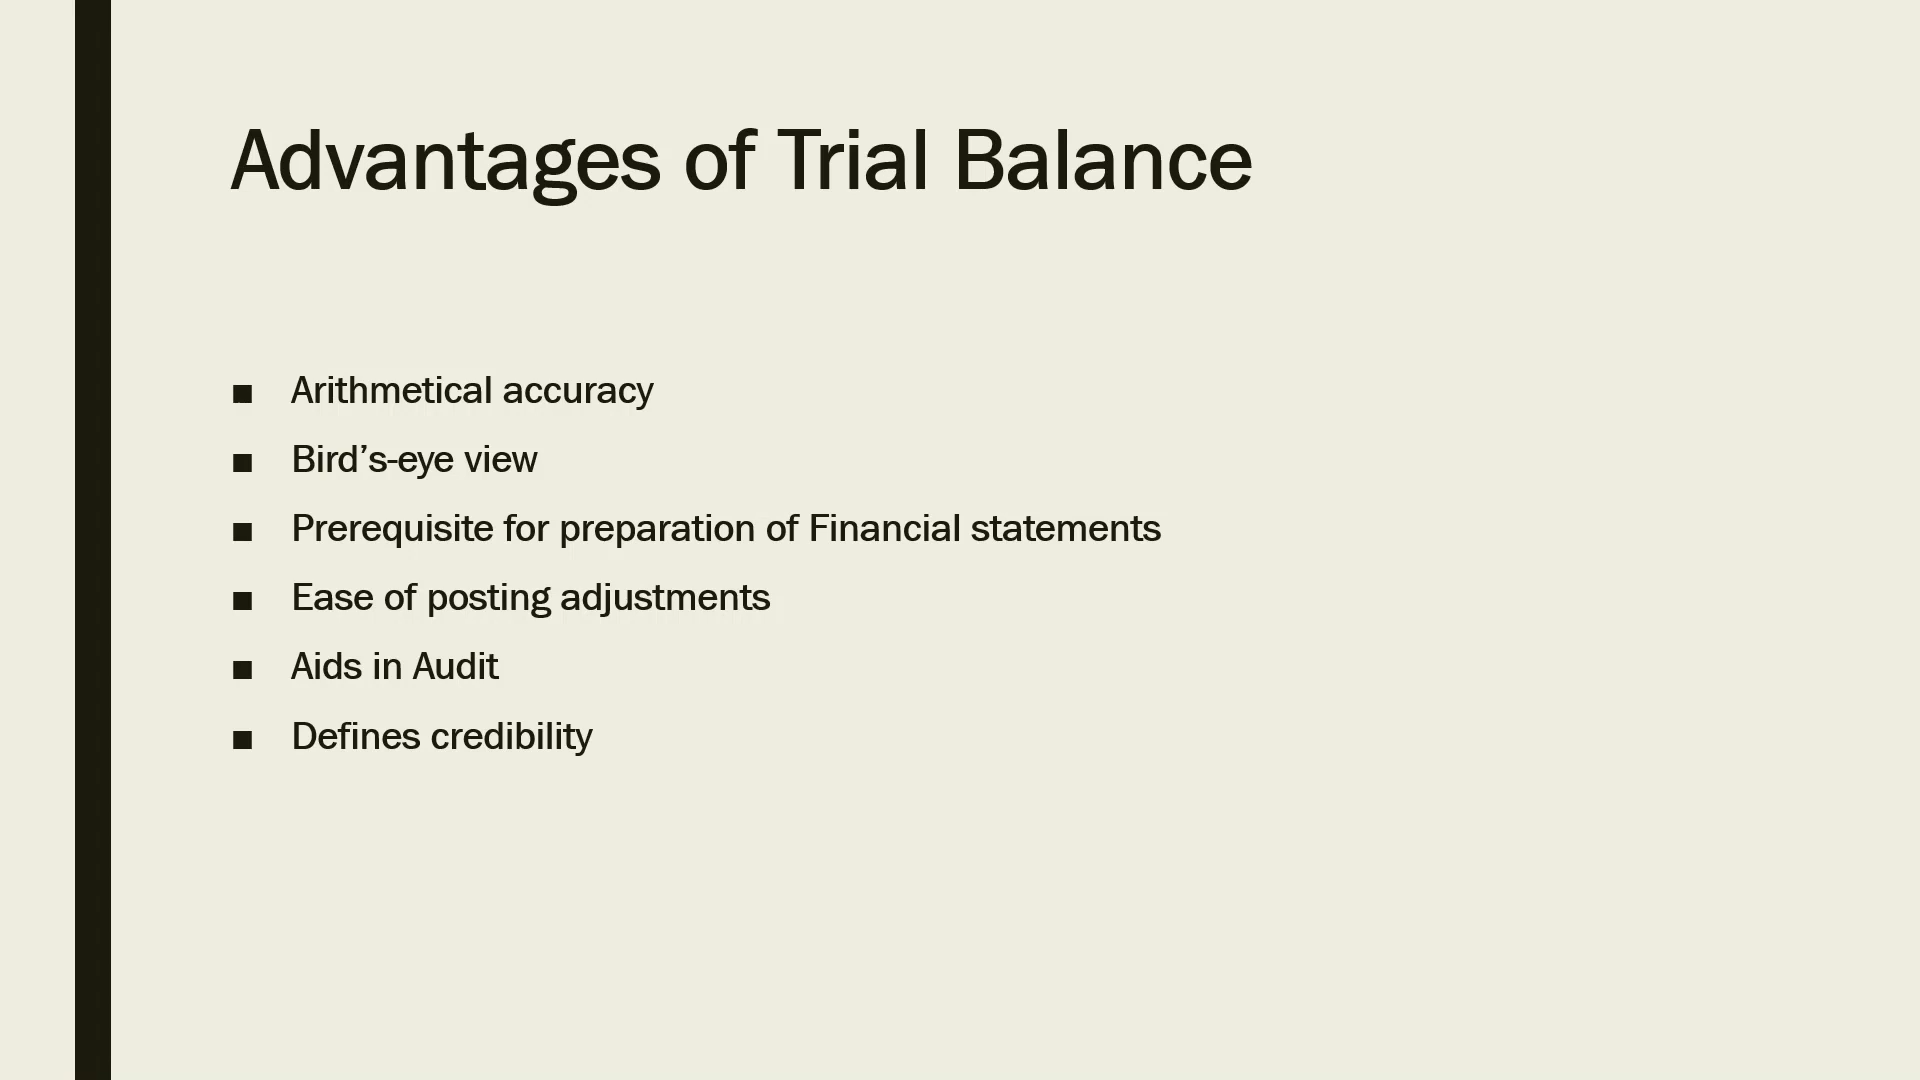 Advantages of Trial Balance
■ Arithmetical accuracy
■ Bird’s-eye view
■ Prerequisite for preparation of Financial statements
■ Ease of posting adjustments
■ Aids in Audit
■ Defines credibility